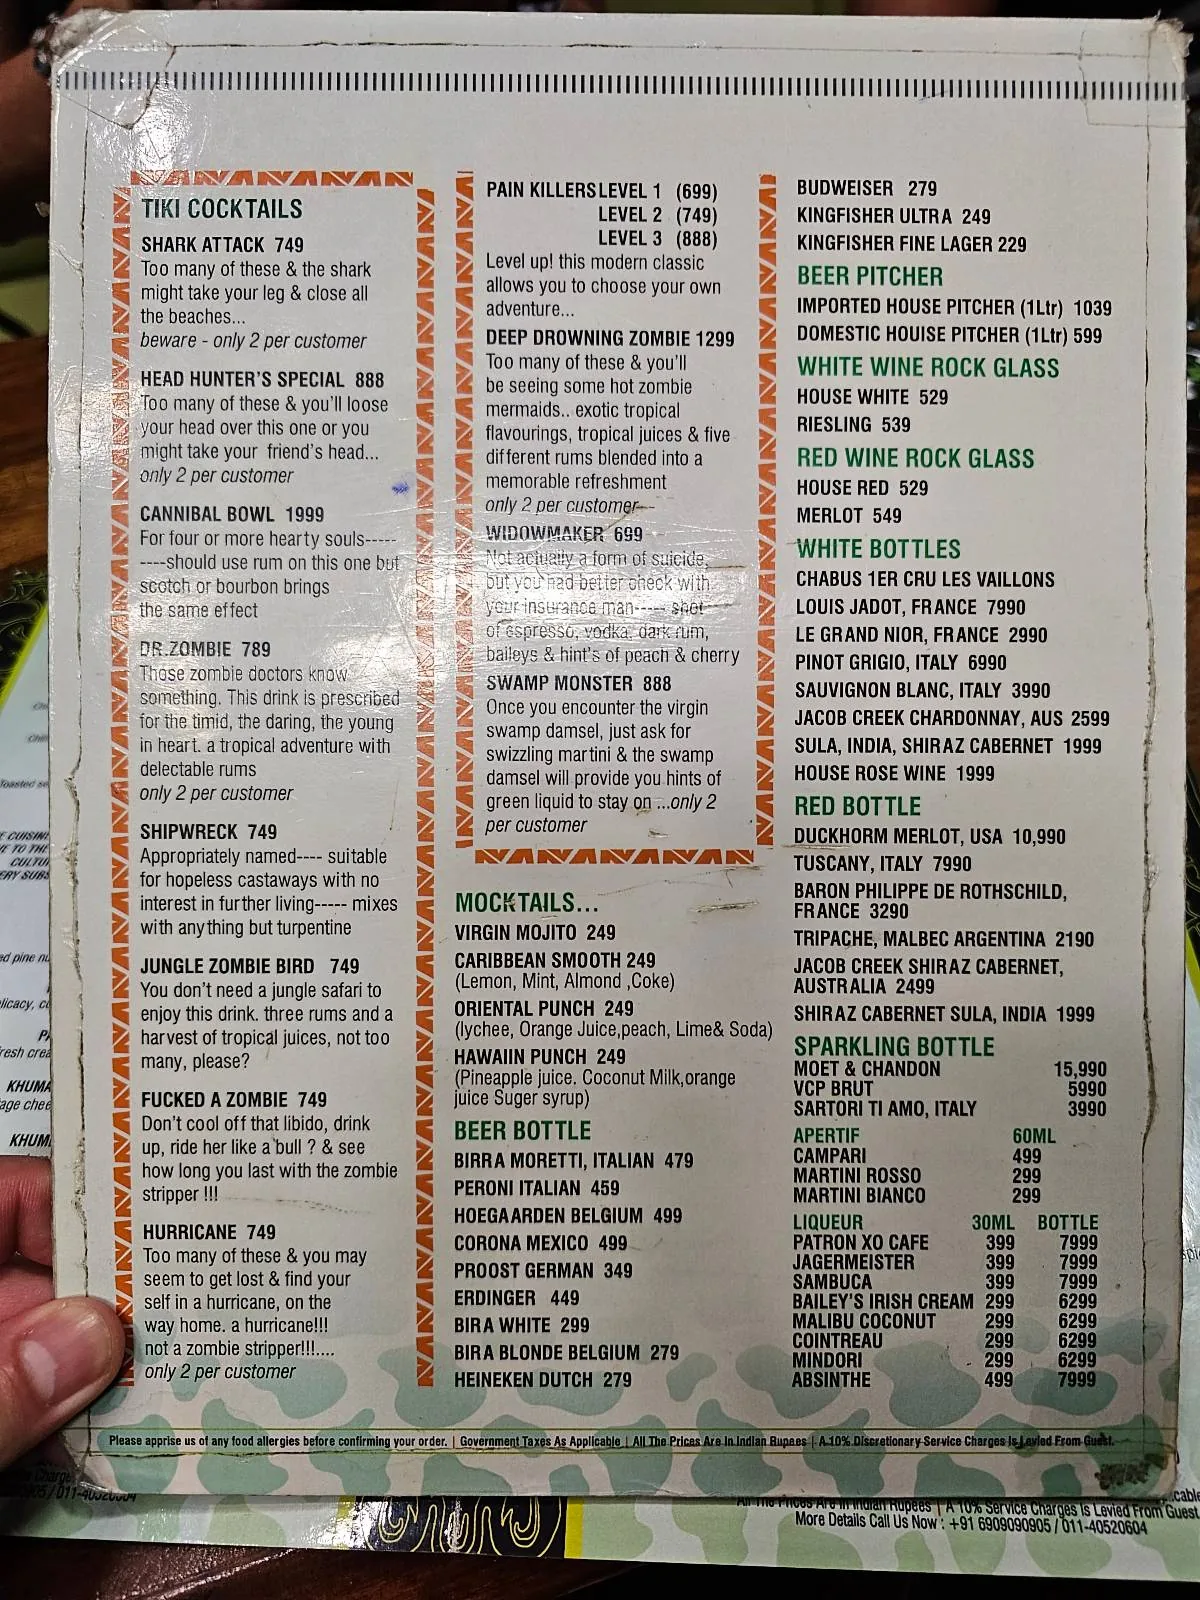 TIKI COCKTAILS
SHARK ATTACK 749
Too many of these & the shark
might take your leg & close all
the beaches...
beware - only 2 per customer
HEAD HUNTER'S SPECIAL 888
Too many of these & you'll loose
your head over this one or you
might take your friend's head...
only 2 per customer
CANNIBAL BOWL 1999
For four or more hearty souls-----
----should use rum on this one but
scotch or bourbon brings
the same effect
DR.ZOMBIE 789
Those zombie doctors know
something. This drink is prescribed
for the timid, the daring, the young
in heart. a tropical adventure with
delectable rums
only 2 per customer
SHIPWRECK 749
Appropriately named---- suitable
for hopeless castaways with no
interest in further living----- mixes
with anything but turpentine
JUNGLE ZOMBIE BIRD 749
You don't need a jungle safari to
enjoy this drink. three rums and a
harvest of tropical juices, not too
many, please?
FUCKED A ZOMBIE 749
Don't cool off that libido, drink
up, ride her like a bull ? & see
how long you last with the zombie
stripper !!!
HURRICANE 749
Too many of these & you may
seem to get lost & find your
self in a hurricane, on the
way home. a hurricane!!!
not a zombie stripper!!!....
only 2 per customer
PAIN KILLERS LEVEL 1 (699)
LEVEL 2 (749)
LEVEL 3 (888)
Level up! this modern classic
allows you to choose your own
adventure...
DEEP DROWNING ZOMBIE 1299
Too many of these & you'll
be seeing some hot zombie
mermaids.. exotic tropical
flavourings, tropical juices & five
different rums blended into a
memorable refreshment
only 2 per customer
WIDOWMAKER 699
Not actually a form of suicide,
but you had better check with
your insurance man---- shot
of espresso, vodka, dark rum,
baileys & hint's of peach & cherry
SWAMP MONSTER 888
Once you encounter the virgin
swamp damsel, just ask for
swizzling martini & the swamp
damsel will provide you hints of
green liquid to stay on ...only 2
per customer
MOCKTAILS...
VIRGIN MOJITO 249
CARIBBEAN SMOOTH 249
(Lemon, Mint, Almond ,Coke)
ORIENTAL PUNCH 249
(lychee, Orange Juice,peach, Lime& Soda)
HAWAIIN PUNCH 249
(Pineapple juice. Coconut Milk,orange
juice Suger syrup)
BEER BOTTLE
BIRRA MORETTI, ITALIAN 479
PERONI ITALIAN 459
HOEGAARDEN BELGIUM 499
CORONA MEXICO 499
PROOST GERMAN 349
ERDINGER 449
BIRA WHITE 299
BIRA BLONDE BELGIUM 279
HEINEKEN DUTCH 279
BUDWEISER 279
KINGFISHER ULTRA 249
KINGFISHER FINE LAGER 229
BEER PITCHER
IMPORTED HOUSE PITCHER (1Ltr) 1039
DOMESTIC HOUISE PITCHER (1Ltr) 599
WHITE WINE ROCK GLASS
HOUSE WHITE 529
RIESLING 539
RED WINE ROCK GLASS
HOUSE RED 529
MERLOT 549
WHITE BOTTLES
CHABUS 1ER CRU LES VAILLONS
LOUIS JADOT, FRANCE 7990
LE GRAND NIOR, FRANCE 2990
PINOT GRIGIO, ITALY 6990
SAUVIGNON BLANC, ITALY 3990
JACOB CREEK CHARDONNAY, AUS 2599
SULA, INDIA, SHIRAZ CABERNET 1999
HOUSE ROSE WINE 1999
RED BOTTLE
DUCKHORM MERLOT, USA 10,990
TUSCANY, ITALY 7990
BARON PHILIPPE DE ROTHSCHILD,
FRANCE 3290
TRIPACHE, MALBEC ARGENTINA 2190
JACOB CREEK SHIRAZ CABERNET,
AUSTRALIA 2499
SHIRAZ CABERNET SULA, INDIA 1999
SPARKLING BOTTLE
MOET & CHANDON 15,990
VCP BRUT 5990
SARTORI TI AMO, ITALY 3990
APERTIF 60ML
CAMPARI 499
MARTINI ROSSO 299
MARTINI BIANCO 299
LIQUEUR 30ML BOTTLE
PATRON XO CAFE 399 7999
JAGERMEISTER 399 7999
SAMBUCA 399 7999
BAILEY'S IRISH CREAM 299 6299
MALIBU COCONUT 299 6299
COINTREAU 299 6299
MINDORI 299 6299
ABSINTHE 499 7999
Please apprise us of any food allergies before confirming your order. | Government Taxes As Applicable | All The Prices Are In Indian Rupees | A 10% Discretionary Service Charges Is Levied From Guest.
All The Prices Are In Indian Rupees | A 10% Service Charges Is Levied From Guest
More Details Call Us Now : +91 6909090905 / 011-40520604